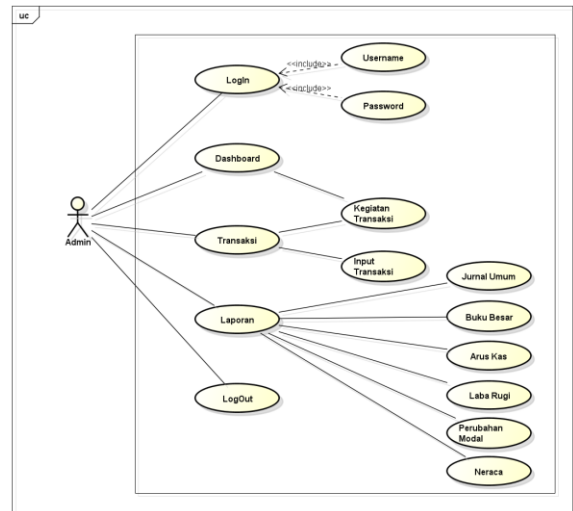 uc
Username
<<include>>
LogIn
<<include>>
Password
Dashboard
Kegiatan
Transaksi
Admin
Transaksi
Input
Transaksi
Jurnal Umum
Laporan
Buku Besar
Arus Kas
LogOut
Laba Rugi
Perubahan
Modal
Neraca